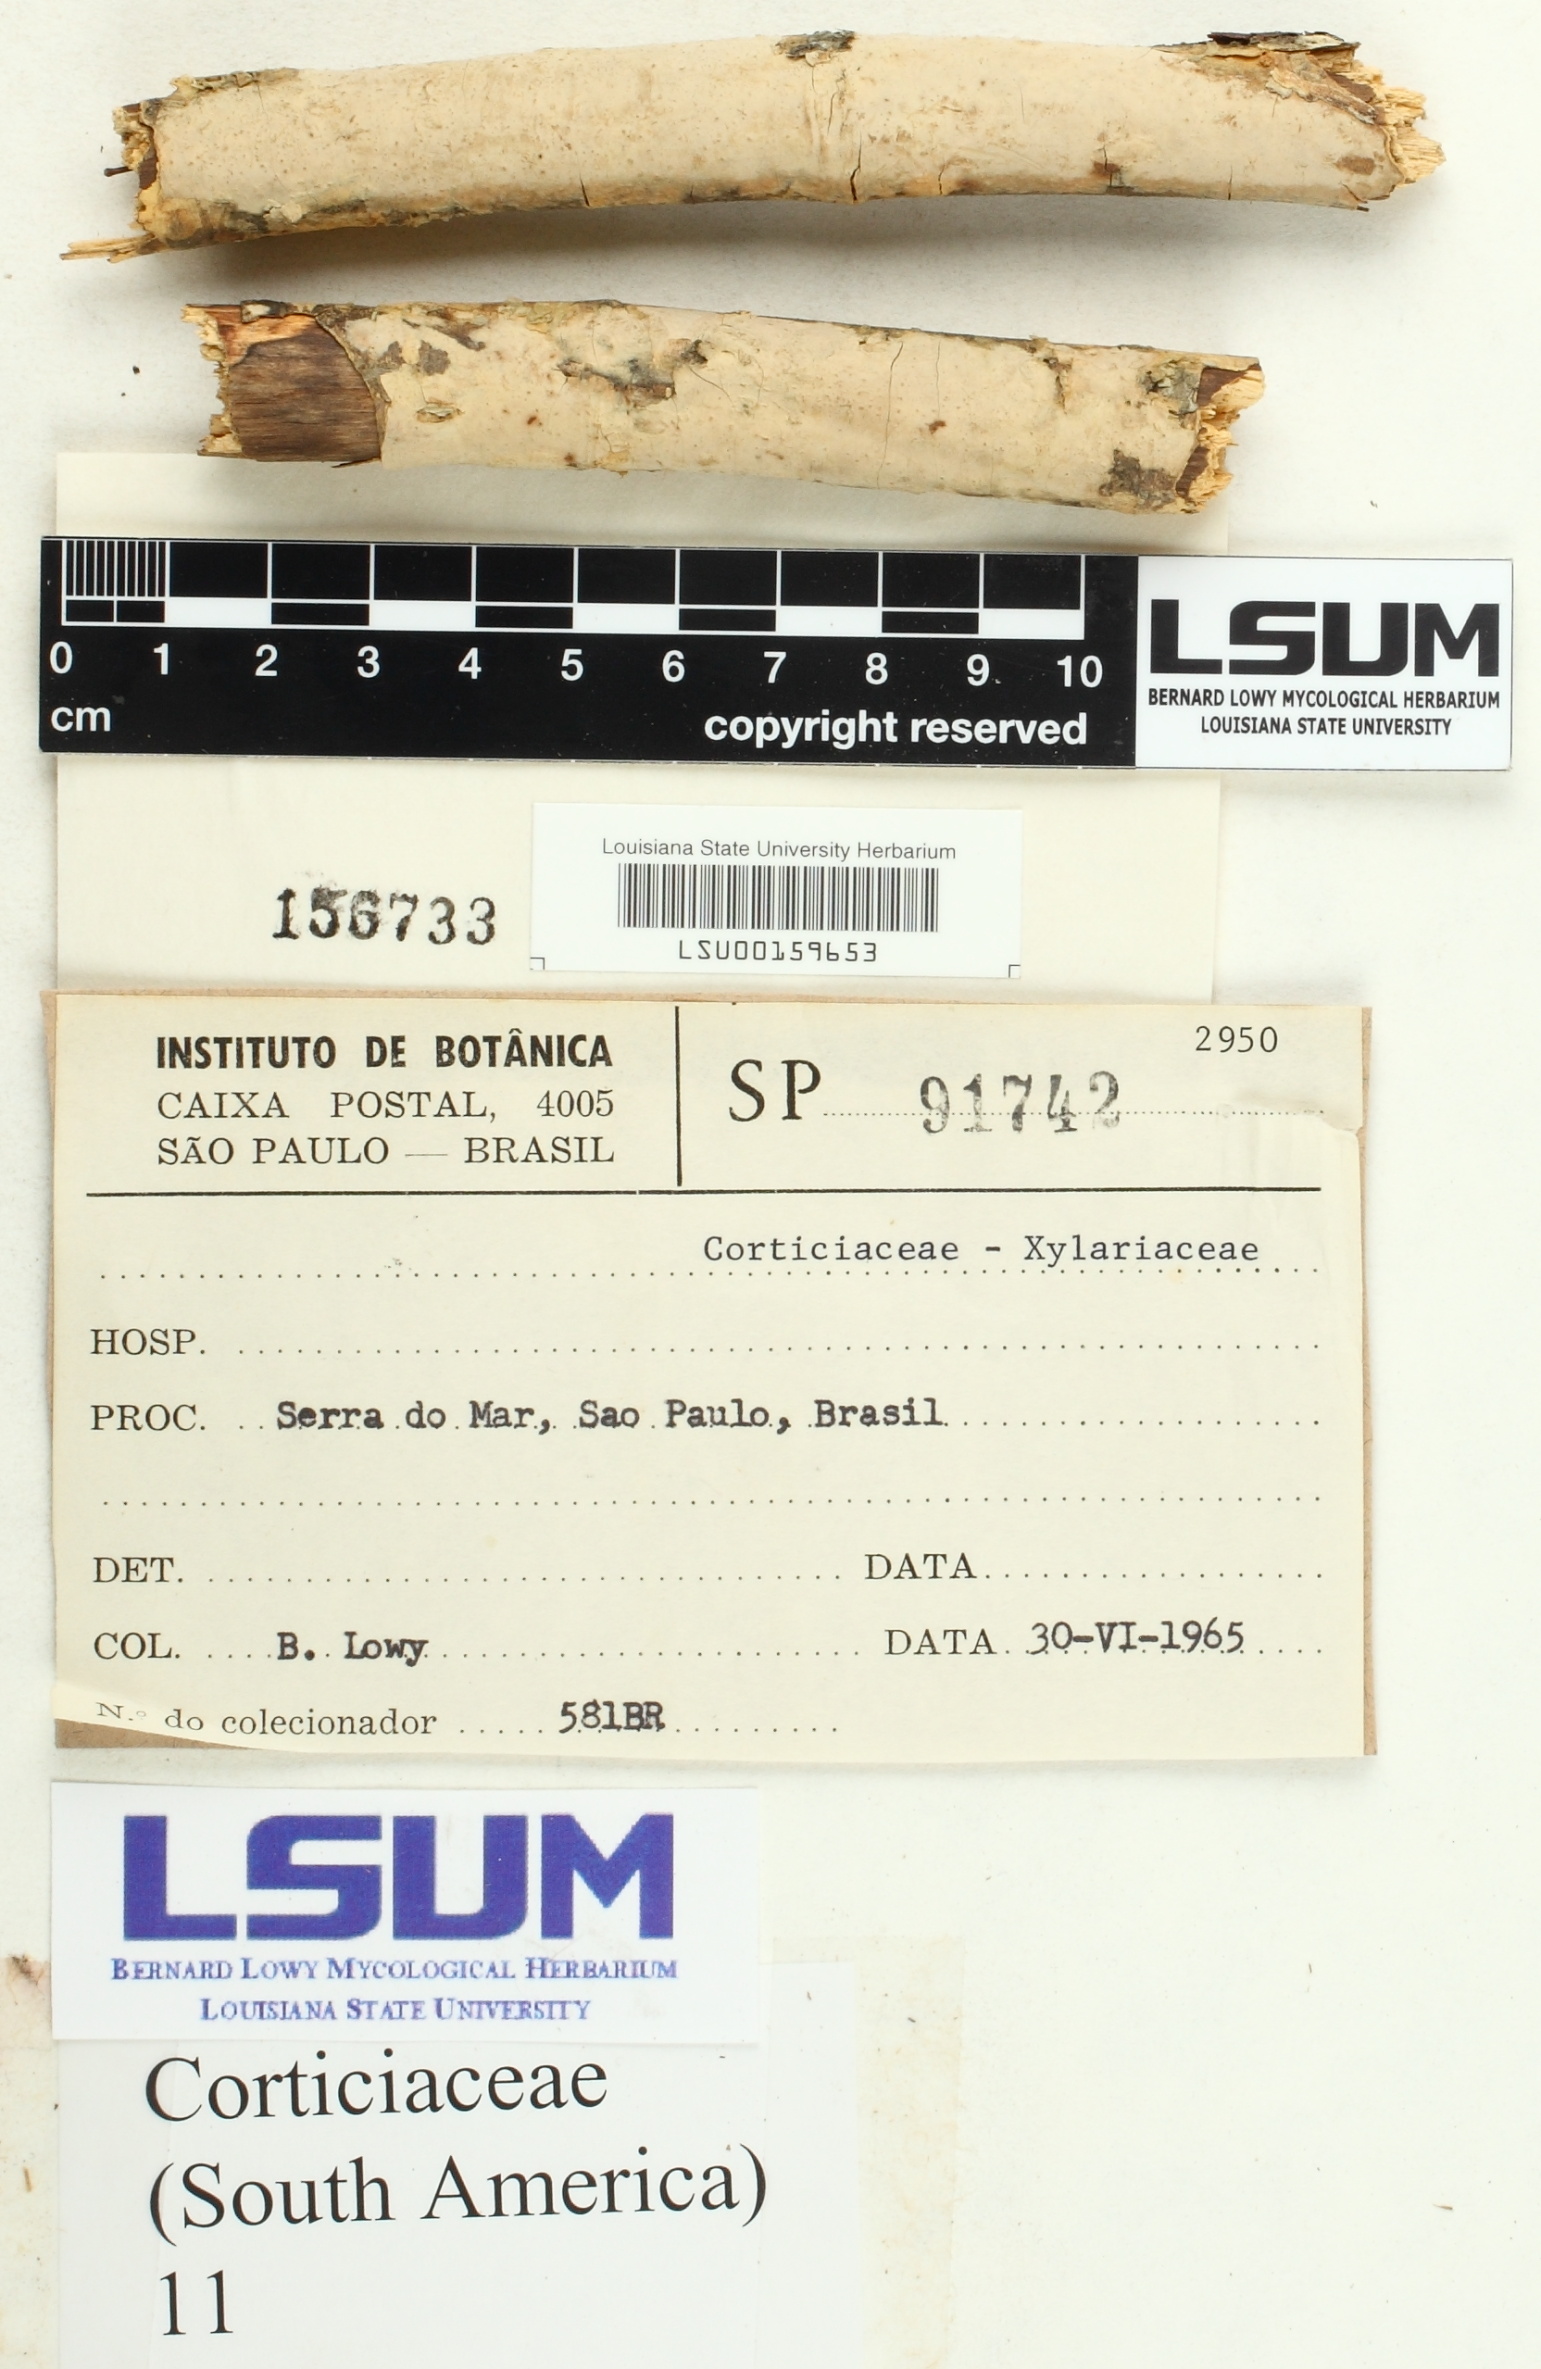 0 1 2 3 4 5 6 7 8 9 10
cm
copyright reserved
LSUM
BERNARD LOWY MYCOLOGICAL HERBARIUM
LOUISIANA STATE UNIVERSITY
Louisiana State University Herbarium
LSU00159653
156733
INSTITUTO DE BOTÂNICA
CAIXA POSTAL, 4005
SÃO PAULO — BRASIL
2950
SP 91742
Corticiaceae - Xylariaceae
HOSP.
PROC. Serra do Mar, Sao Paulo, Brasil
DET. DATA
COL. B. Lowy DATA 30-VI-1965
N.º do colecionador 581BR
LSUM
BERNARD LOWY MYCOLOGICAL HERBARIUM
LOUISIANA STATE UNIVERSITY
Corticiaceae
(South America)
11